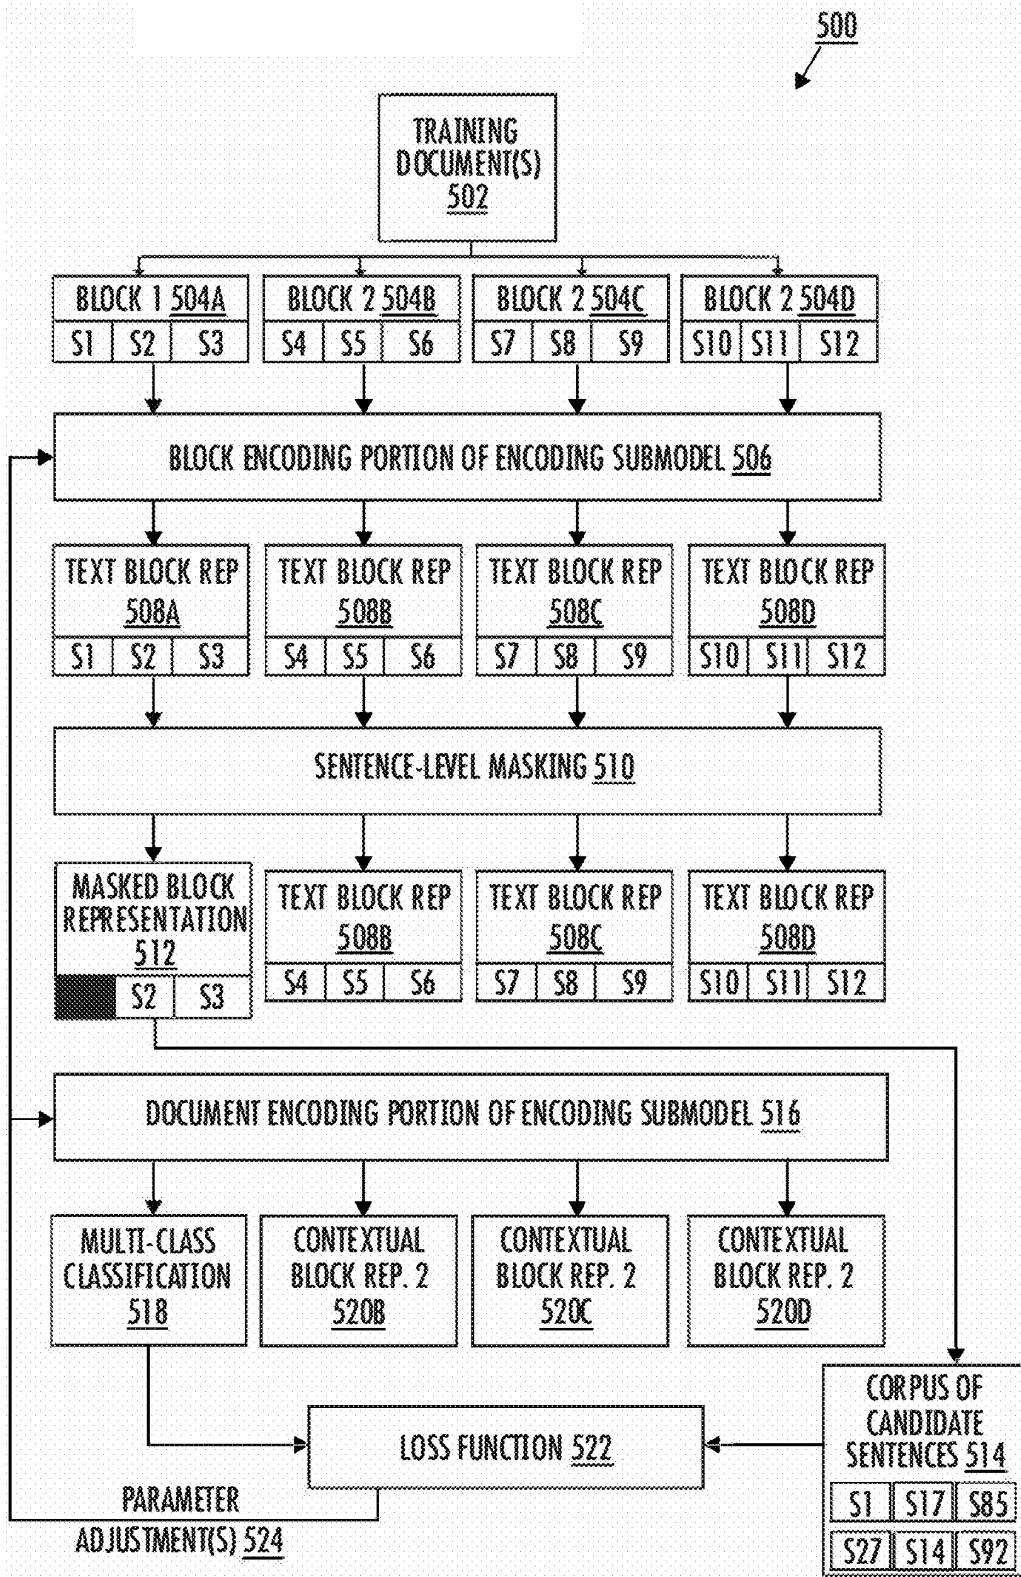 500
TRAINING
DOCUMENT(S)
502
BLOCK 1 504A
BLOCK 2 504B
BLOCK 2 504C
BLOCK 2 504D
S1 S2 S3
S4 S5 S6
S7 S8 S9
S10 S11 S12
BLOCK ENCODING PORTION OF ENCODING SUBMODEL 506
TEXT BLOCK REP
508A
S1 S2 S3
TEXT BLOCK REP
508B
S4 S5 S6
TEXT BLOCK REP
508C
S7 S8 S9
TEXT BLOCK REP
508D
S10 S11 S12
SENTENCE-LEVEL MASKING 510
MASKED BLOCK
REPRESENTATION
512
S2 S3
TEXT BLOCK REP
508B
S4 S5 S6
TEXT BLOCK REP
508C
S7 S8 S9
TEXT BLOCK REP
508D
S10 S11 S12
DOCUMENT ENCODING PORTION OF ENCODING SUBMODEL 516
MULTI-CLASS
CLASSIFICATION
518
CONTEXTUAL
BLOCK REP. 2
520B
CONTEXTUAL
BLOCK REP. 2
520C
CONTEXTUAL
BLOCK REP. 2
520D
LOSS FUNCTION 522
CORPUS OF
CANDIDATE
SENTENCES 514
S1 S17 S85
S27 S14 S92
PARAMETER
ADJUSTMENT(S) 524